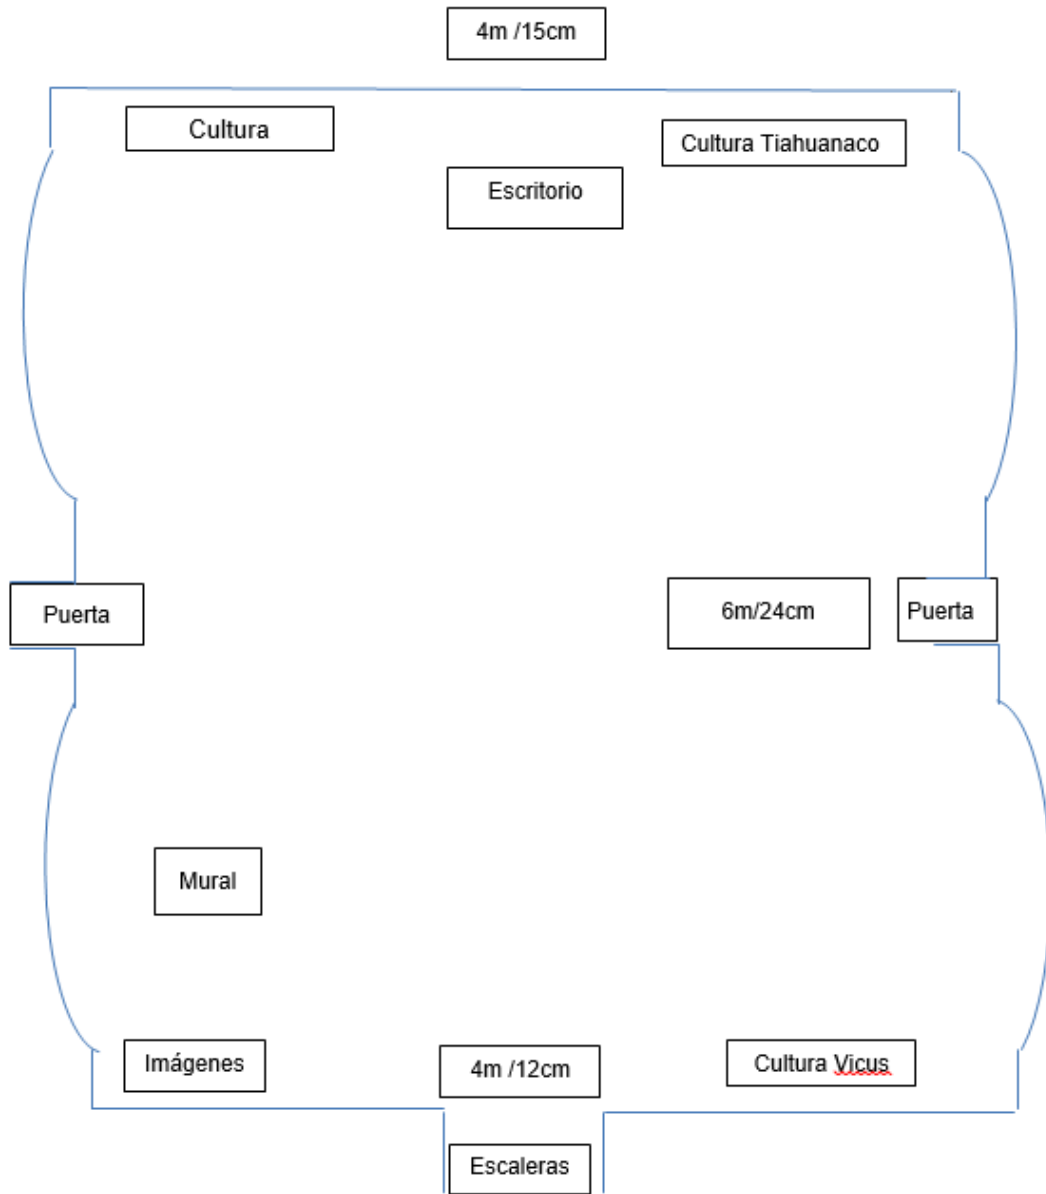 4m /15cm
Cultura
Cultura Tiahuanaco
Escritorio
Puerta
6m/24cm
Puerta
Mural
Imágenes
4m /12cm
Cultura Vicus
Escaleras